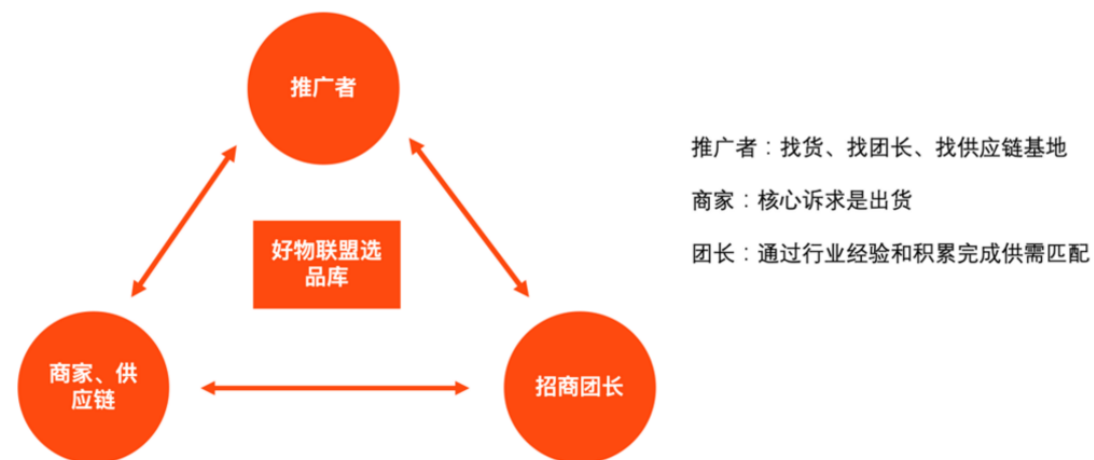 推广者
好物联盟选
品库
商家、供
应链
招商团长
推广者：找货、找团长、找供应链基地
商家：核心诉求是出货
团长：通过行业经验和积累完成供需匹配